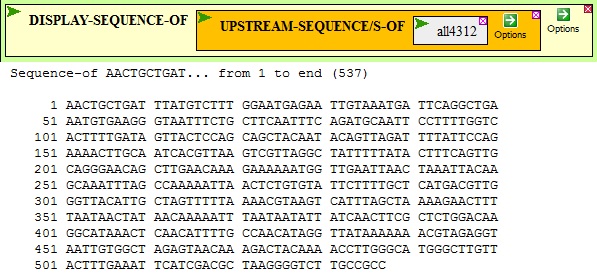 DISPLAY-SEQUENCE-OF UPSTREAM-SEQUENCE/S-OF all4312 Options Options
Sequence-of AACTGCTGAT... from 1 to end (537)
1 AACTGCTGAT TTATGTCTTT GGAATGAGAA TTGTAAATGA TTCAGGCTGA
51 AATGTGAAGG GTAATTTCTG CTTCAATTTC AGATGCAATT CCTTTTGGTC
101 ACTTTTGATA GTTACTCCAG CAGCTACAAT ACAGTTAGAT TTTATTCCAG
151 AAAACTTGCA ATCACGTTAA GTCGTTAGGC TATTTTTATA CTTTCAGTTG
201 CAGGGAACAG CTTGAACAAA GAAAAAATGG TTGAATTAAC TAAATTACAA
251 GCAAATTTAG CCAAAAATTA ACTCTGTGTA TTCTTTTGCT CATGACGTTG
301 GGTTACATTG CTAGTTTTTA AAACGTAAGT CATTTAGCTA AAAGAACTTT
351 TAATAACTAT AACAAAAATT TAATAATATT ATCAACTTCG CTCTGGACAA
401 GGCATAAACT CAACATTTTG CCAACATAGG TTATAAAAAA ACGTAGAGGT
451 AATTGTGGCT AGAGTAACAA AGACTACAAA ACCTTGGGCA TGGGCTTGTT
501 ACTTTGAAAT TCATCGACGC TAAGGGGTCT TGCCGCC